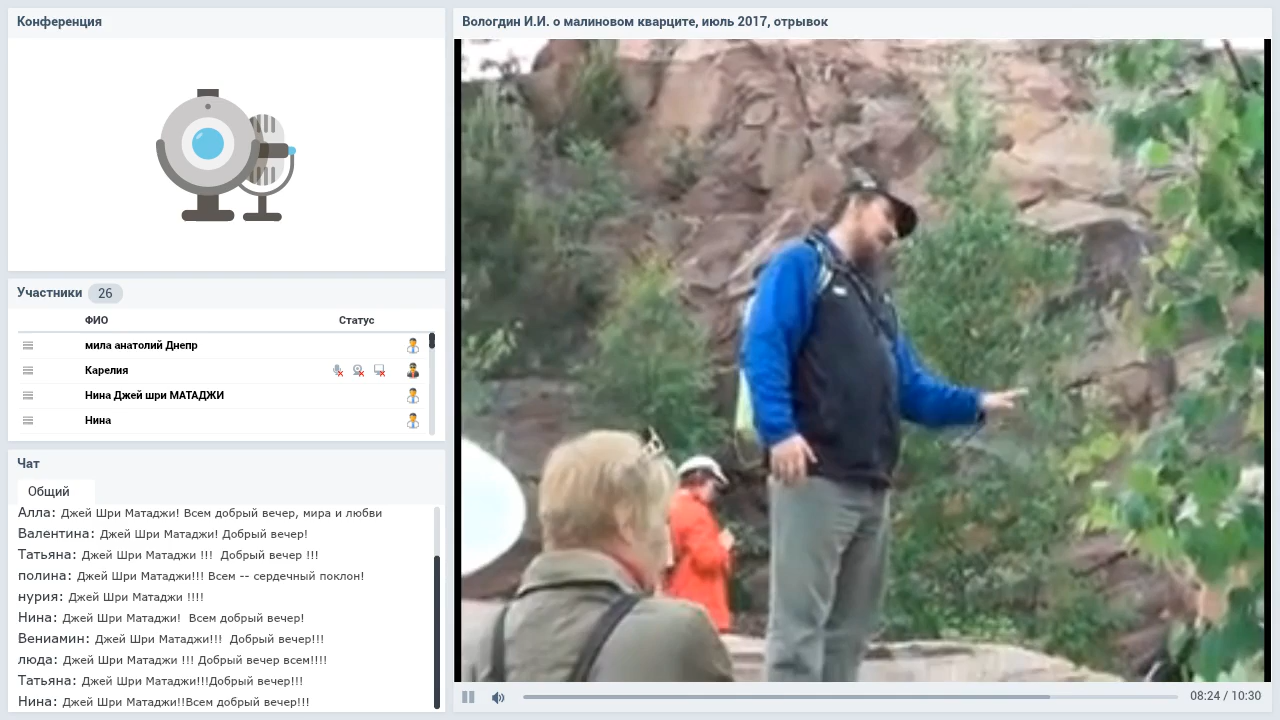 Конференция
Вологдин И.И. о малиновом кварците, июль 2017, отрывок
Участники 26
ФИО Статус
мила анатолий Днепр
Карелия
Нина Джей шри МАТАДЖИ
Нина
Чат
Общий
Алла: Джей Шри Матаджи! Всем добрый вечер, мира и любви
Валентина: Джей Шри Матаджи! Добрый вечер!
Татьяна: Джей Шри Матаджи !!!  Добрый вечер !!!
полина: Джей Шри Матаджи!!! Всем -- сердечный поклон!
нурия: Джей Шри Матаджи !!!!
Нина: Джей Шри Матаджи!  Всем добрый вечер!
Вениамин: Джей Шри Матаджи!!!  Добрый вечер!!!
люда: Джей Шри Матаджи !!! Добрый вечер всем!!!!
Татьяна: Джей Шри Матаджи!!!Добрый вечер!!!
Нина: Джей Шри Матаджи!!Всем добрый вечер!!!
08:24 / 10:30